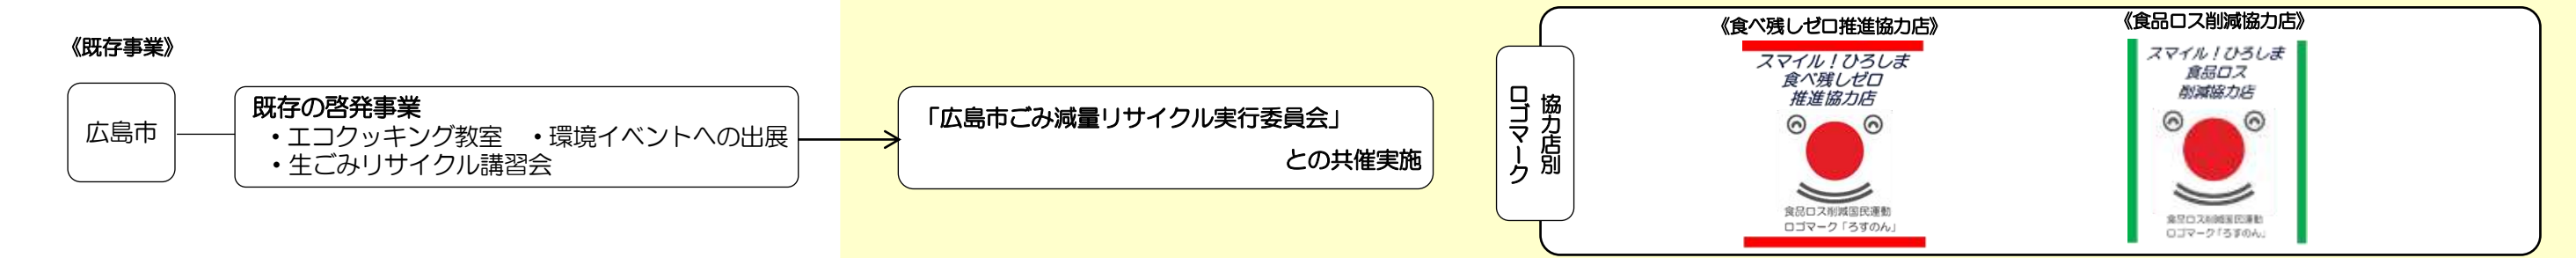 《既存事業》
広島市
既存の啓発事業
・エコクッキング教室　・環境イベントへの出展
・生ごみリサイクル講習会
「広島市ごみ減量リサイクル実行委員会」
との共催実施
協力店別
ロゴマーク
《食べ残しゼロ推進協力店》
スマイル！ひろしま
食べ残しゼロ
推進協力店
食品ロス削減国民運動
ロゴマーク「ろすのん」
《食品ロス削減協力店》
スマイル！ひろしま
食品ロス
削減協力店
食品ロス削減国民運動
ロゴマーク「ろすのん」